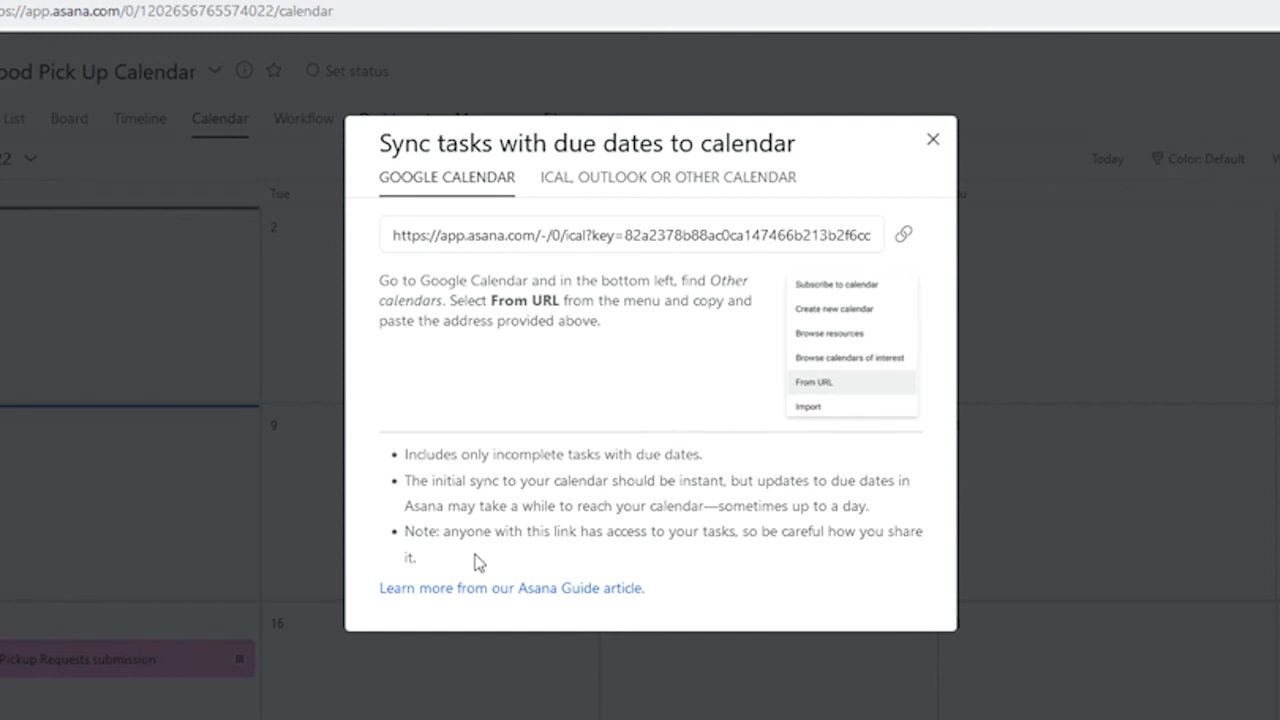 ps://app.asana.com/0/1202656765574022/calendar
ood Pick Up Calendar
Set status
List
Board
Timeline
Calendar
Workflow
22
Today
Color: Default
Tue
2
9
16
Pickup Requests submission
Sync tasks with due dates to calendar
GOOGLE CALENDAR
ICAL, OUTLOOK OR OTHER CALENDAR
https://app.asana.com/-/0/ical?key=82a2378b88ac0ca147466b213b2f6cc
Go to Google Calendar and in the bottom left, find Other
calendars. Select From URL from the menu and copy and
paste the address provided above.
Subscribe to calendar
Create new calendar
Browse resources
Browse calendars of interest
From URL
Import
• Includes only incomplete tasks with due dates.
• The initial sync to your calendar should be instant, but updates to due dates in
Asana may take a while to reach your calendar—sometimes up to a day.
• Note: anyone with this link has access to your tasks, so be careful how you share
it.
Learn more from our Asana Guide article.